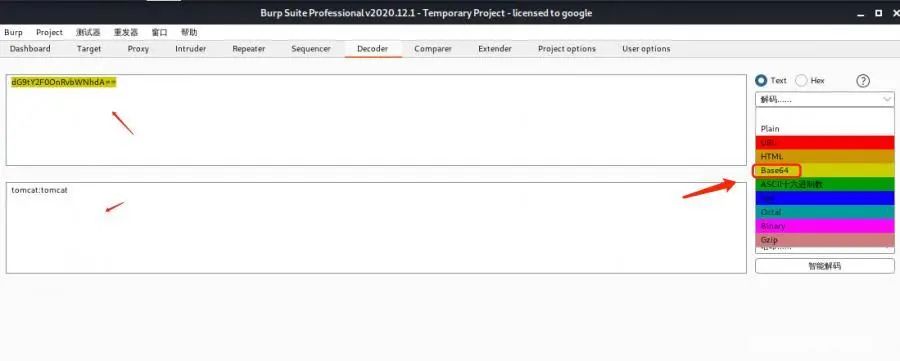 Burp Suite Professional v2020.12.1 - Temporary Project - licensed to google
Burp Project 测试器 重发器 窗口 帮助
Dashboard Target Proxy Intruder Repeater Sequencer Decoder Comparer Extender Project options User options
dG9tY2F0OnRvbWNhdA==
Text Hex ?
解码......
Plain
URL
HTML
Base64
ASCII十六进制数
Hex
Octal
Binary
Gzip
tomcat:tomcat
智能解码